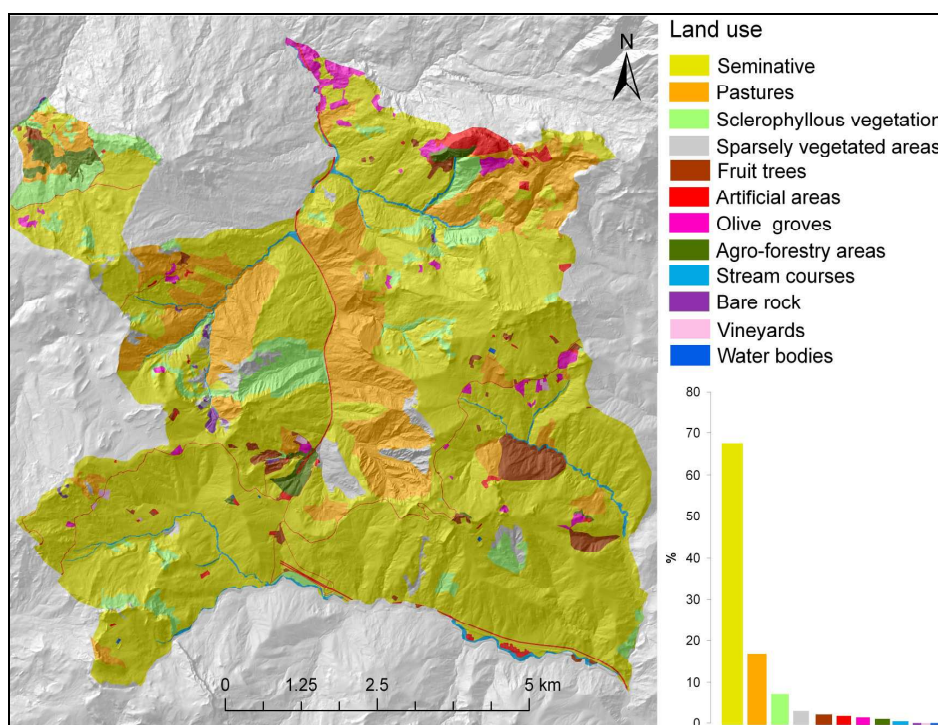 Land use
N
Seminative
Pastures
Sclerophyllous vegetation
Sparsely vegetated areas
Fruit trees
Artificial areas
Olive groves
Agro-forestry areas
Stream courses
Bare rock
Vineyards
Water bodies
80
70
60
50
%
40
30
20
10
0
0 1.25 2.5 5 km